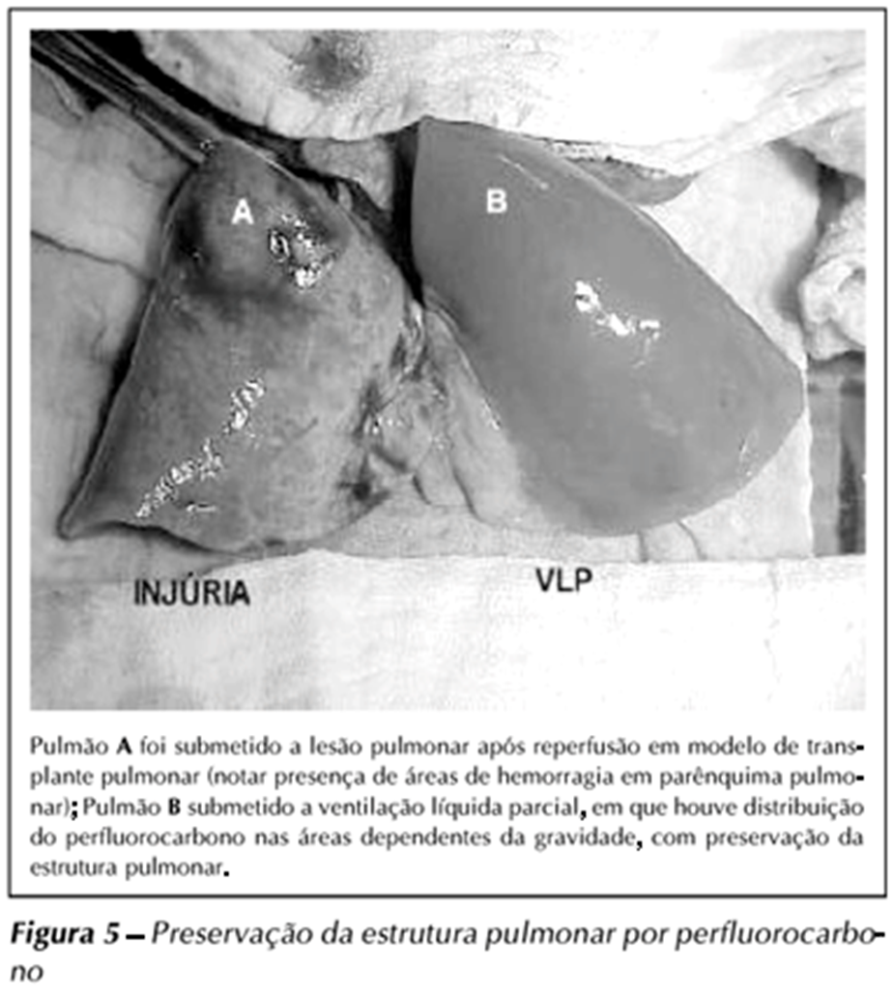 A
B
INJÚRIA
VLP
Pulmão A foi submetido a lesão pulmonar após reperfusão em modelo de trans-
plante pulmonar (notar presença de áreas de hemorragia em parênquima pulmo-
nar); Pulmão B submetido a ventilação líquida parcial, em que houve distribuição
do perfluorocarbono nas áreas dependentes da gravidade, com preservação da
estrutura pulmonar.
Figura 5 – Preservação da estrutura pulmonar por perfluorocarbo-
no